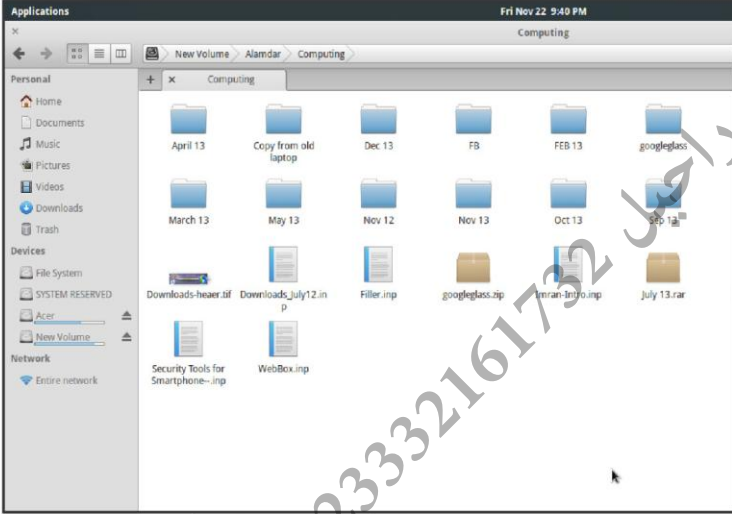 Applications
Fri Nov 22 9:40 PM
Computing
New Volume Alamdar Computing
Personal
Computing
Home
Documents
Music
Pictures
Videos
Downloads
Trash
Devices
File System
SYSTEM RESERVED
Acer
New Volume
Network
Entire network
April 13
Copy from old
laptop
Dec 13
FB
FEB 13
googleglass
March 13
May 13
Nov 12
Nov 13
Oct 13
Sep 13
Downloads-heaer.tif
Downloads_July12.in
p
Filler.inp
googleglass.zip
Imran-Intro.inp
July 13.rar
Security Tools for
Smartphone--.inp
WebBox.inp